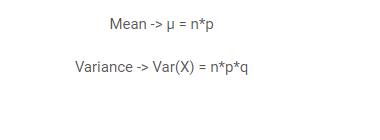 Mean -> µ = n*p
Variance -> Var(X) = n*p*q